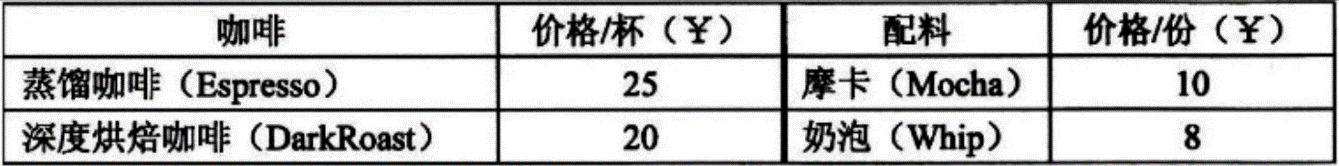 咖啡 价格/杯（¥） 配料 价格/份（¥）
蒸馏咖啡（Espresso） 25 摩卡（Mocha） 10
深度烘焙咖啡（DarkRoast） 20 奶泡（Whip） 8